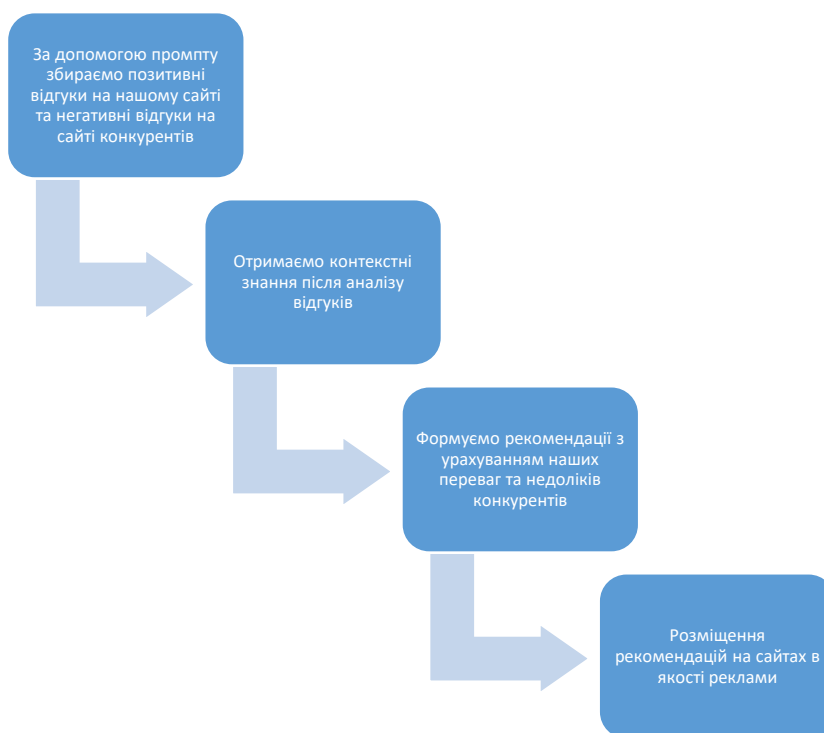 За допомогою промпту
збираємо позитивні
відгуки на нашому сайті
та негативні відгуки на
сайті конкурентів
Отримаємо контекстні
знання після аналізу
відгуків
Формуємо рекомендації з
урахуванням наших
переваг та недоліків
конкурентів
Розміщення
рекомендацій на сайтах в
якості реклами